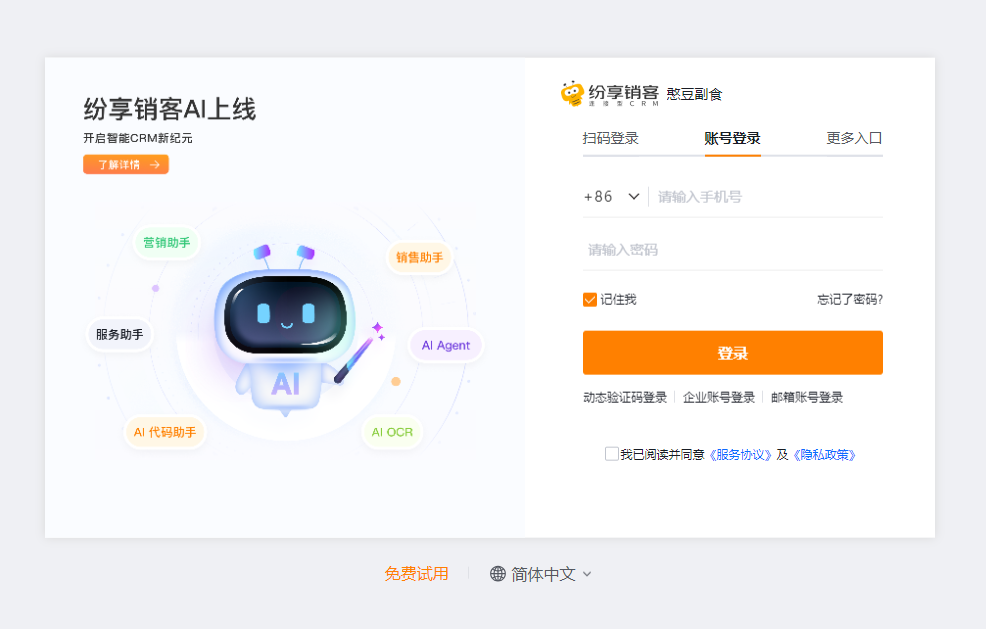 纷享销客AI上线
开启智能CRM新纪元
了解详情
营销助手
销售助手
服务助手
AI Agent
AI
AI 代码助手
AI OCR
纷享销客 憨豆副食
连接型CRM
扫码登录 账号登录 更多入口
+86 请输入手机号
请输入密码
记住我 忘记了密码?
登录
动态验证码登录 企业账号登录 邮箱账号登录
我已阅读并同意《服务协议》及《隐私政策》
免费试用 简体中文